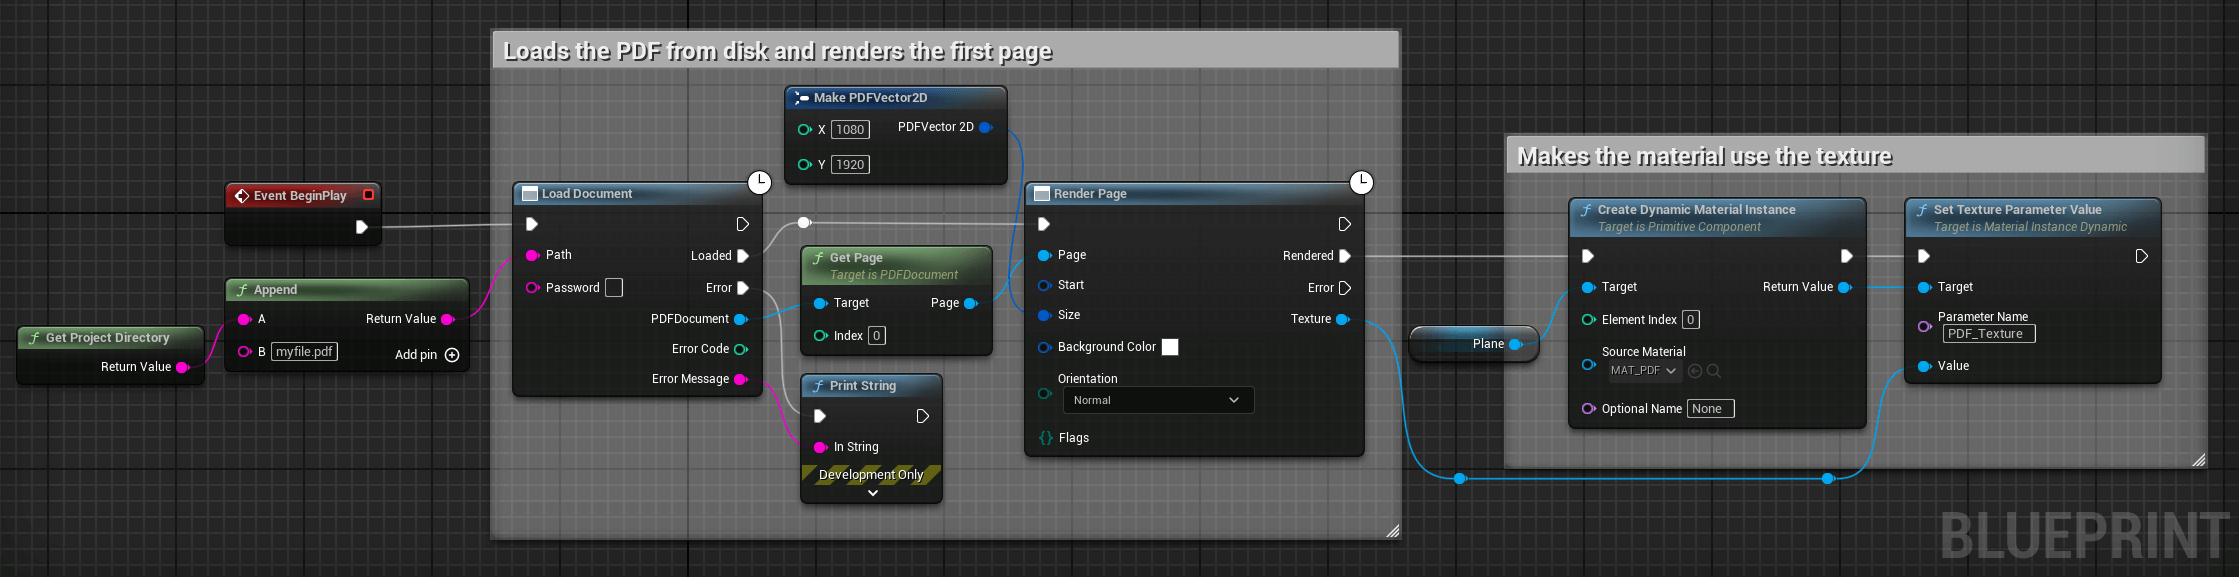 Loads the PDF from disk and renders the first page
Make PDFVector2D
X 1080 PDFVector 2D
Y 1920
Makes the material use the texture
Event BeginPlay
Load Document
Path Loaded
Password Error
PDFDocument
Error Code
Error Message
Append
A Return Value
B myfile.pdf Add pin
Get Project Directory
Return Value
Get Page
Target is PDFDocument
Target Page
Index 0
Print String
In String
Development Only
Render Page
Page Rendered
Start Error
Size Texture
Background Color
Orientation
Normal
Flags
Plane
Create Dynamic Material Instance
Target is Primitive Component
Target Return Value
Element Index 0
Source Material
MAT_PDF
Optional Name None
Set Texture Parameter Value
Target is Material Instance Dynamic
Target
Parameter Name
PDF_Texture
Value
BLUEPRINT